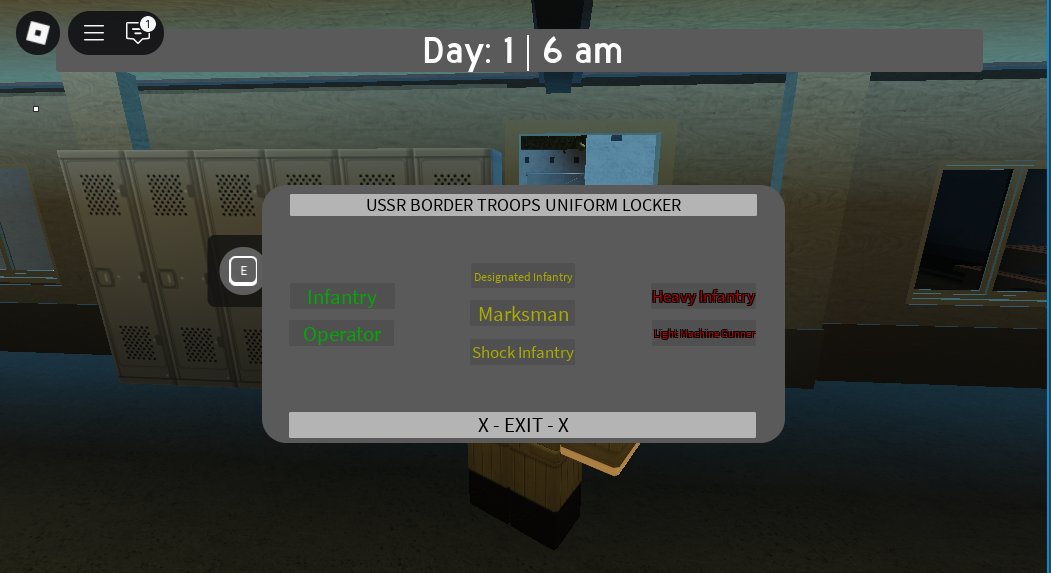 1
Day: 1 | 6 am
USSR BORDER TROOPS UNIFORM LOCKER
E
Infantry
Operator
Designated Infantry
Marksman
Shock Infantry
Heavy Infantry
Light Machine Gunner
X - EXIT - X